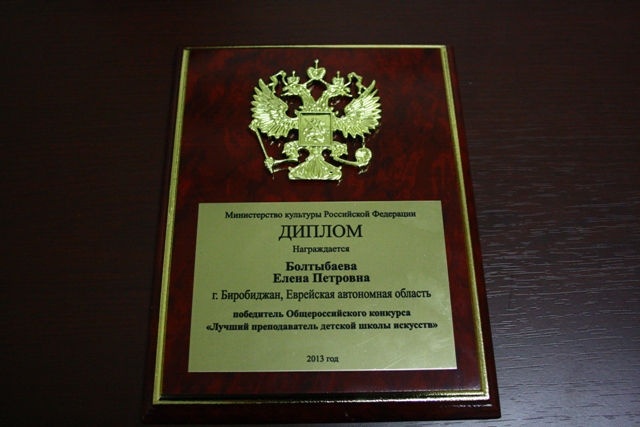 Министерство культуры Российской Федерации
ДИПЛОМ
Награждается
Болтыбаева
Елена Петровна
г. Биробиджан, Еврейская автономная область
победитель Общероссийского конкурса
«Лучший преподаватель детской школы искусств»
2013 год